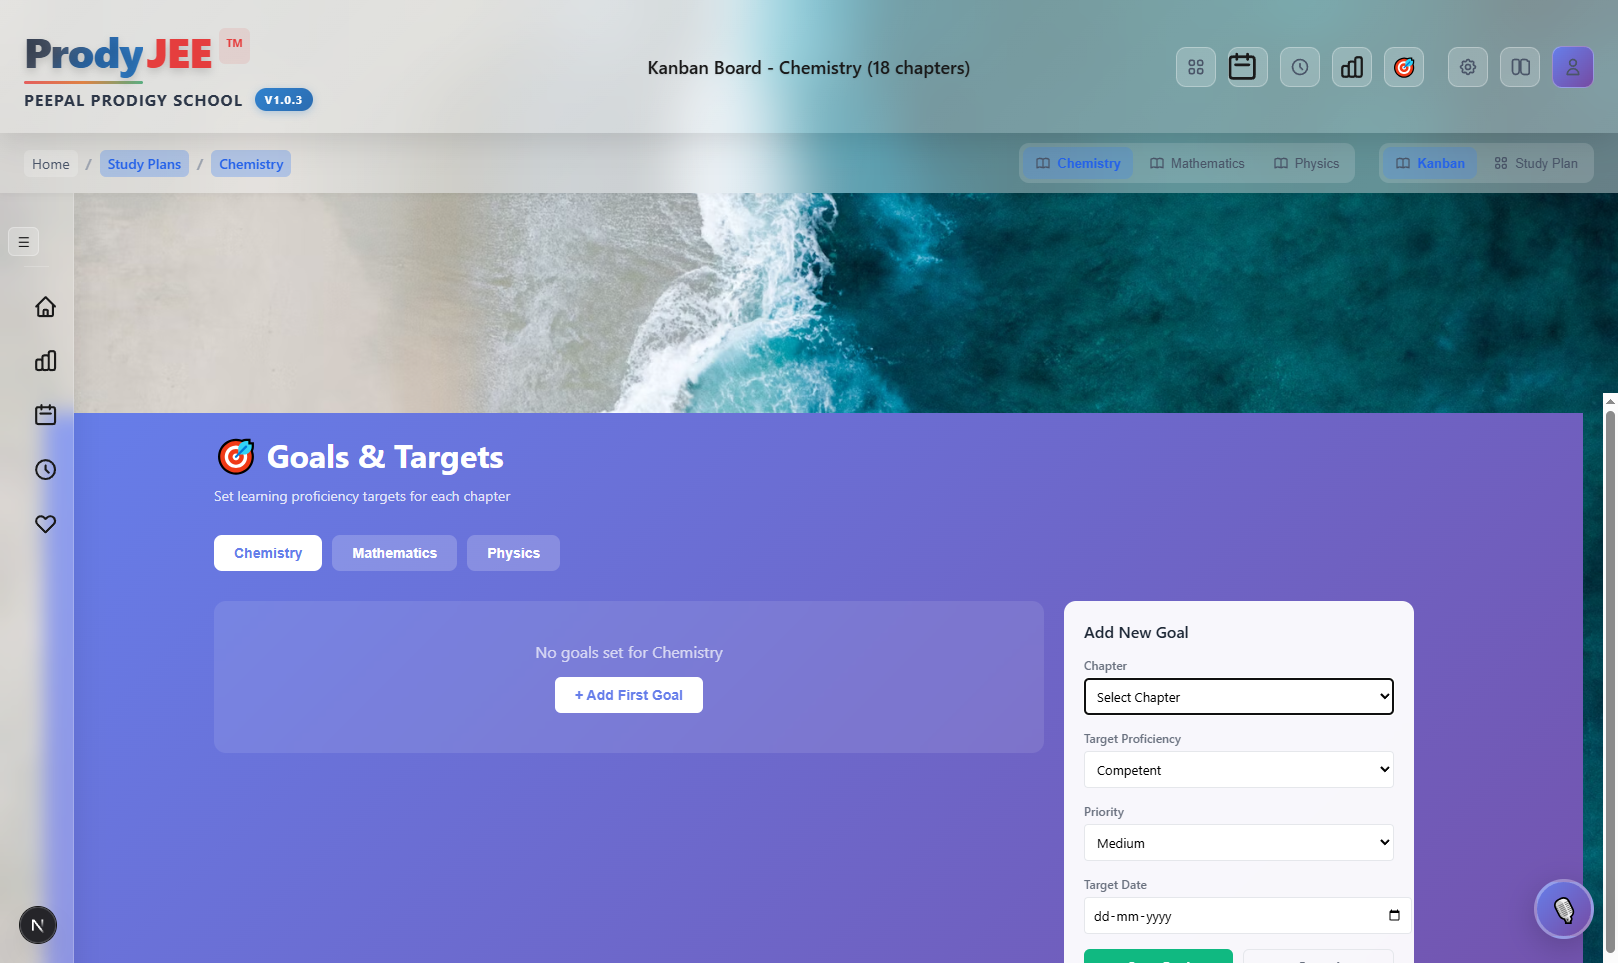 ProdyJEE TM
PEEPAL PRODIGY SCHOOL V1.0.3
Kanban Board - Chemistry (18 chapters)
Home / Study Plans / Chemistry
Chemistry Mathematics Physics
Kanban Study Plan
Goals & Targets
Set learning proficiency targets for each chapter
Chemistry Mathematics Physics
No goals set for Chemistry
+ Add First Goal
Add New Goal
Chapter
Select Chapter
Target Proficiency
Competent
Priority
Medium
Target Date
dd-mm-yyyy
N